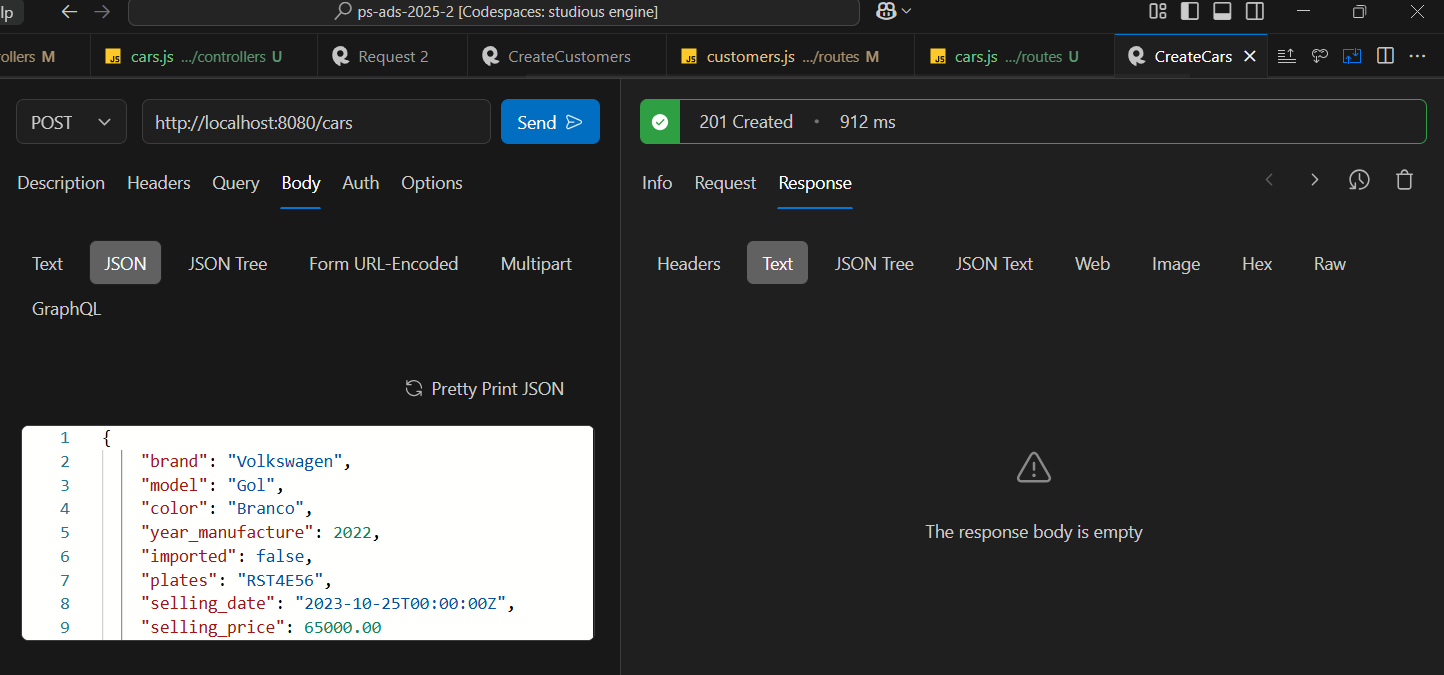 lp
ps-ads-2025-2 [Codespaces: studious engine]
ollers M
JS cars.js .../controllers U
Request 2
CreateCustomers
JS customers.js .../routes M
JS cars.js .../routes U
CreateCars
POST
http://localhost:8080/cars
Send
201 Created • 912 ms
Description Headers Query Body Auth Options
Info Request Response
Text JSON JSON Tree Form URL-Encoded Multipart
GraphQL
Headers Text JSON Tree JSON Text Web Image Hex Raw
Pretty Print JSON
1 {
2 "brand": "Volkswagen",
3 "model": "Gol",
4 "color": "Branco",
5 "year_manufacture": 2022,
6 "imported": false,
7 "plates": "RST4E56",
8 "selling_date": "2023-10-25T00:00:00Z",
9 "selling_price": 65000.00
The response body is empty